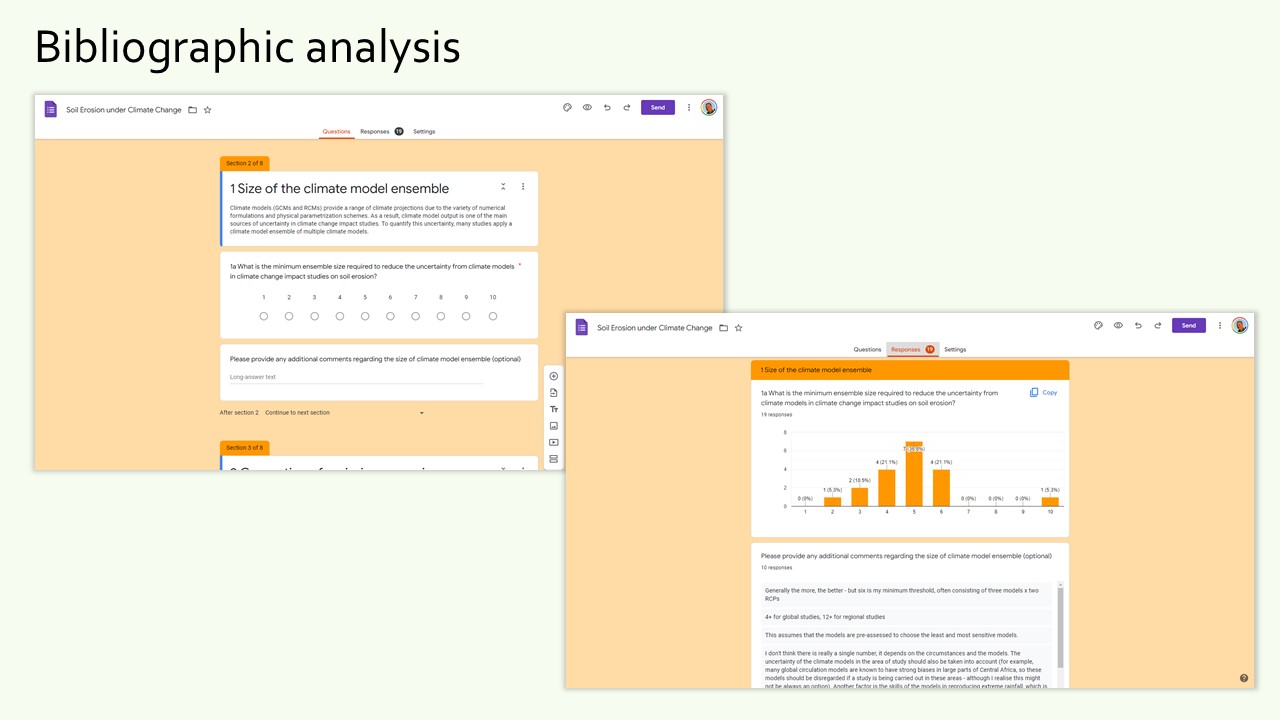 Bibliographic analysis
Soil Erosion under Climate Change
Send
Questions
Responses 19
Settings
Section 2 of 8
1 Size of the climate model ensemble
Climate models (GCMs and RCMs) provide a range of climate projections due to the variety of numerical
formulations and physical parametrization schemes. As a result, climate model output is one of the main
sources of uncertainty in climate change impact studies. To quantify this uncertainty, many studies apply a
climate model ensemble of multiple climate models.
1a What is the minimum ensemble size required to reduce the uncertainty from climate models *
in climate change impact studies on soil erosion?
1 2 3 4 5 6 7 8 9 10
Please provide any additional comments regarding the size of climate model ensemble (optional)
Long-answer text
After section 2 Continue to next section
Section 3 of 8
Soil Erosion under Climate Change
Send
Questions
Responses 19
Settings
1 Size of the climate model ensemble
1a What is the minimum ensemble size required to reduce the uncertainty from
climate models in climate change impact studies on soil erosion?
Copy
19 responses
8
6
4
2
0
0 (0%)
1 (5.3%)
2 (10.5%)
4 (21.1%)
4 (21.1%)
0 (0%)
0 (0%)
0 (0%)
1 (5.3%)
1 2 3 4 5 6 7 8 9 10
Please provide any additional comments regarding the size of climate model ensemble (optional)
10 responses
Generally the more, the better - but six is my minimum threshold, often consisting of three models x two
RCPs
4+ for global studies, 12+ for regional studies
This assumes that the models are pre-assessed to choose the least and most sensitive models.
I don't think there is really a single number, it depends on the circumstances and the models. The
uncertainty of the climate models in the area of study should also be taken into account (for example,
many global circulation models are known to have strong biases in large parts of Central Africa, so these
models should be disregarded if a study is being carried out in these areas - although I realise this might
not be always an option). Another factor is the skills of the models in reproducing extreme rainfall, which is